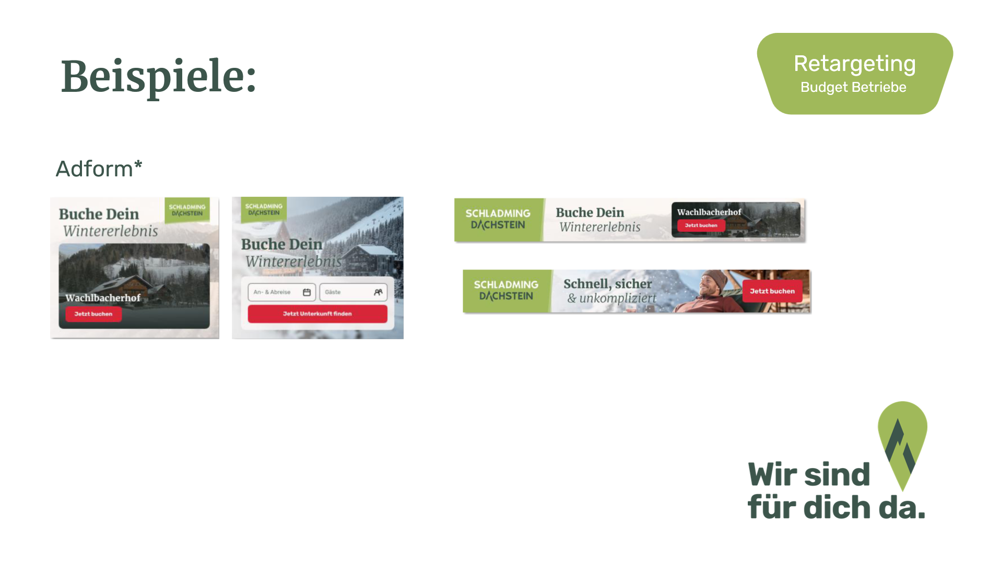 Beispiele:
Retargeting
Budget Betriebe
Adform*
Buche Dein
Wintererlebnis
SCHLADMING
DACHSTEIN
Wachlbacherhof
Jetzt buchen
SCHLADMING
DACHSTEIN
Buche Dein
Wintererlebnis
An- & Abreise
Gäste
Jetzt Unterkunft finden
SCHLADMING
DACHSTEIN
Buche Dein
Wintererlebnis
Wachlbacherhof
Jetzt buchen
SCHLADMING
DACHSTEIN
Schnell, sicher
& unkompliziert
Jetzt buchen
Wir sind
für dich da.